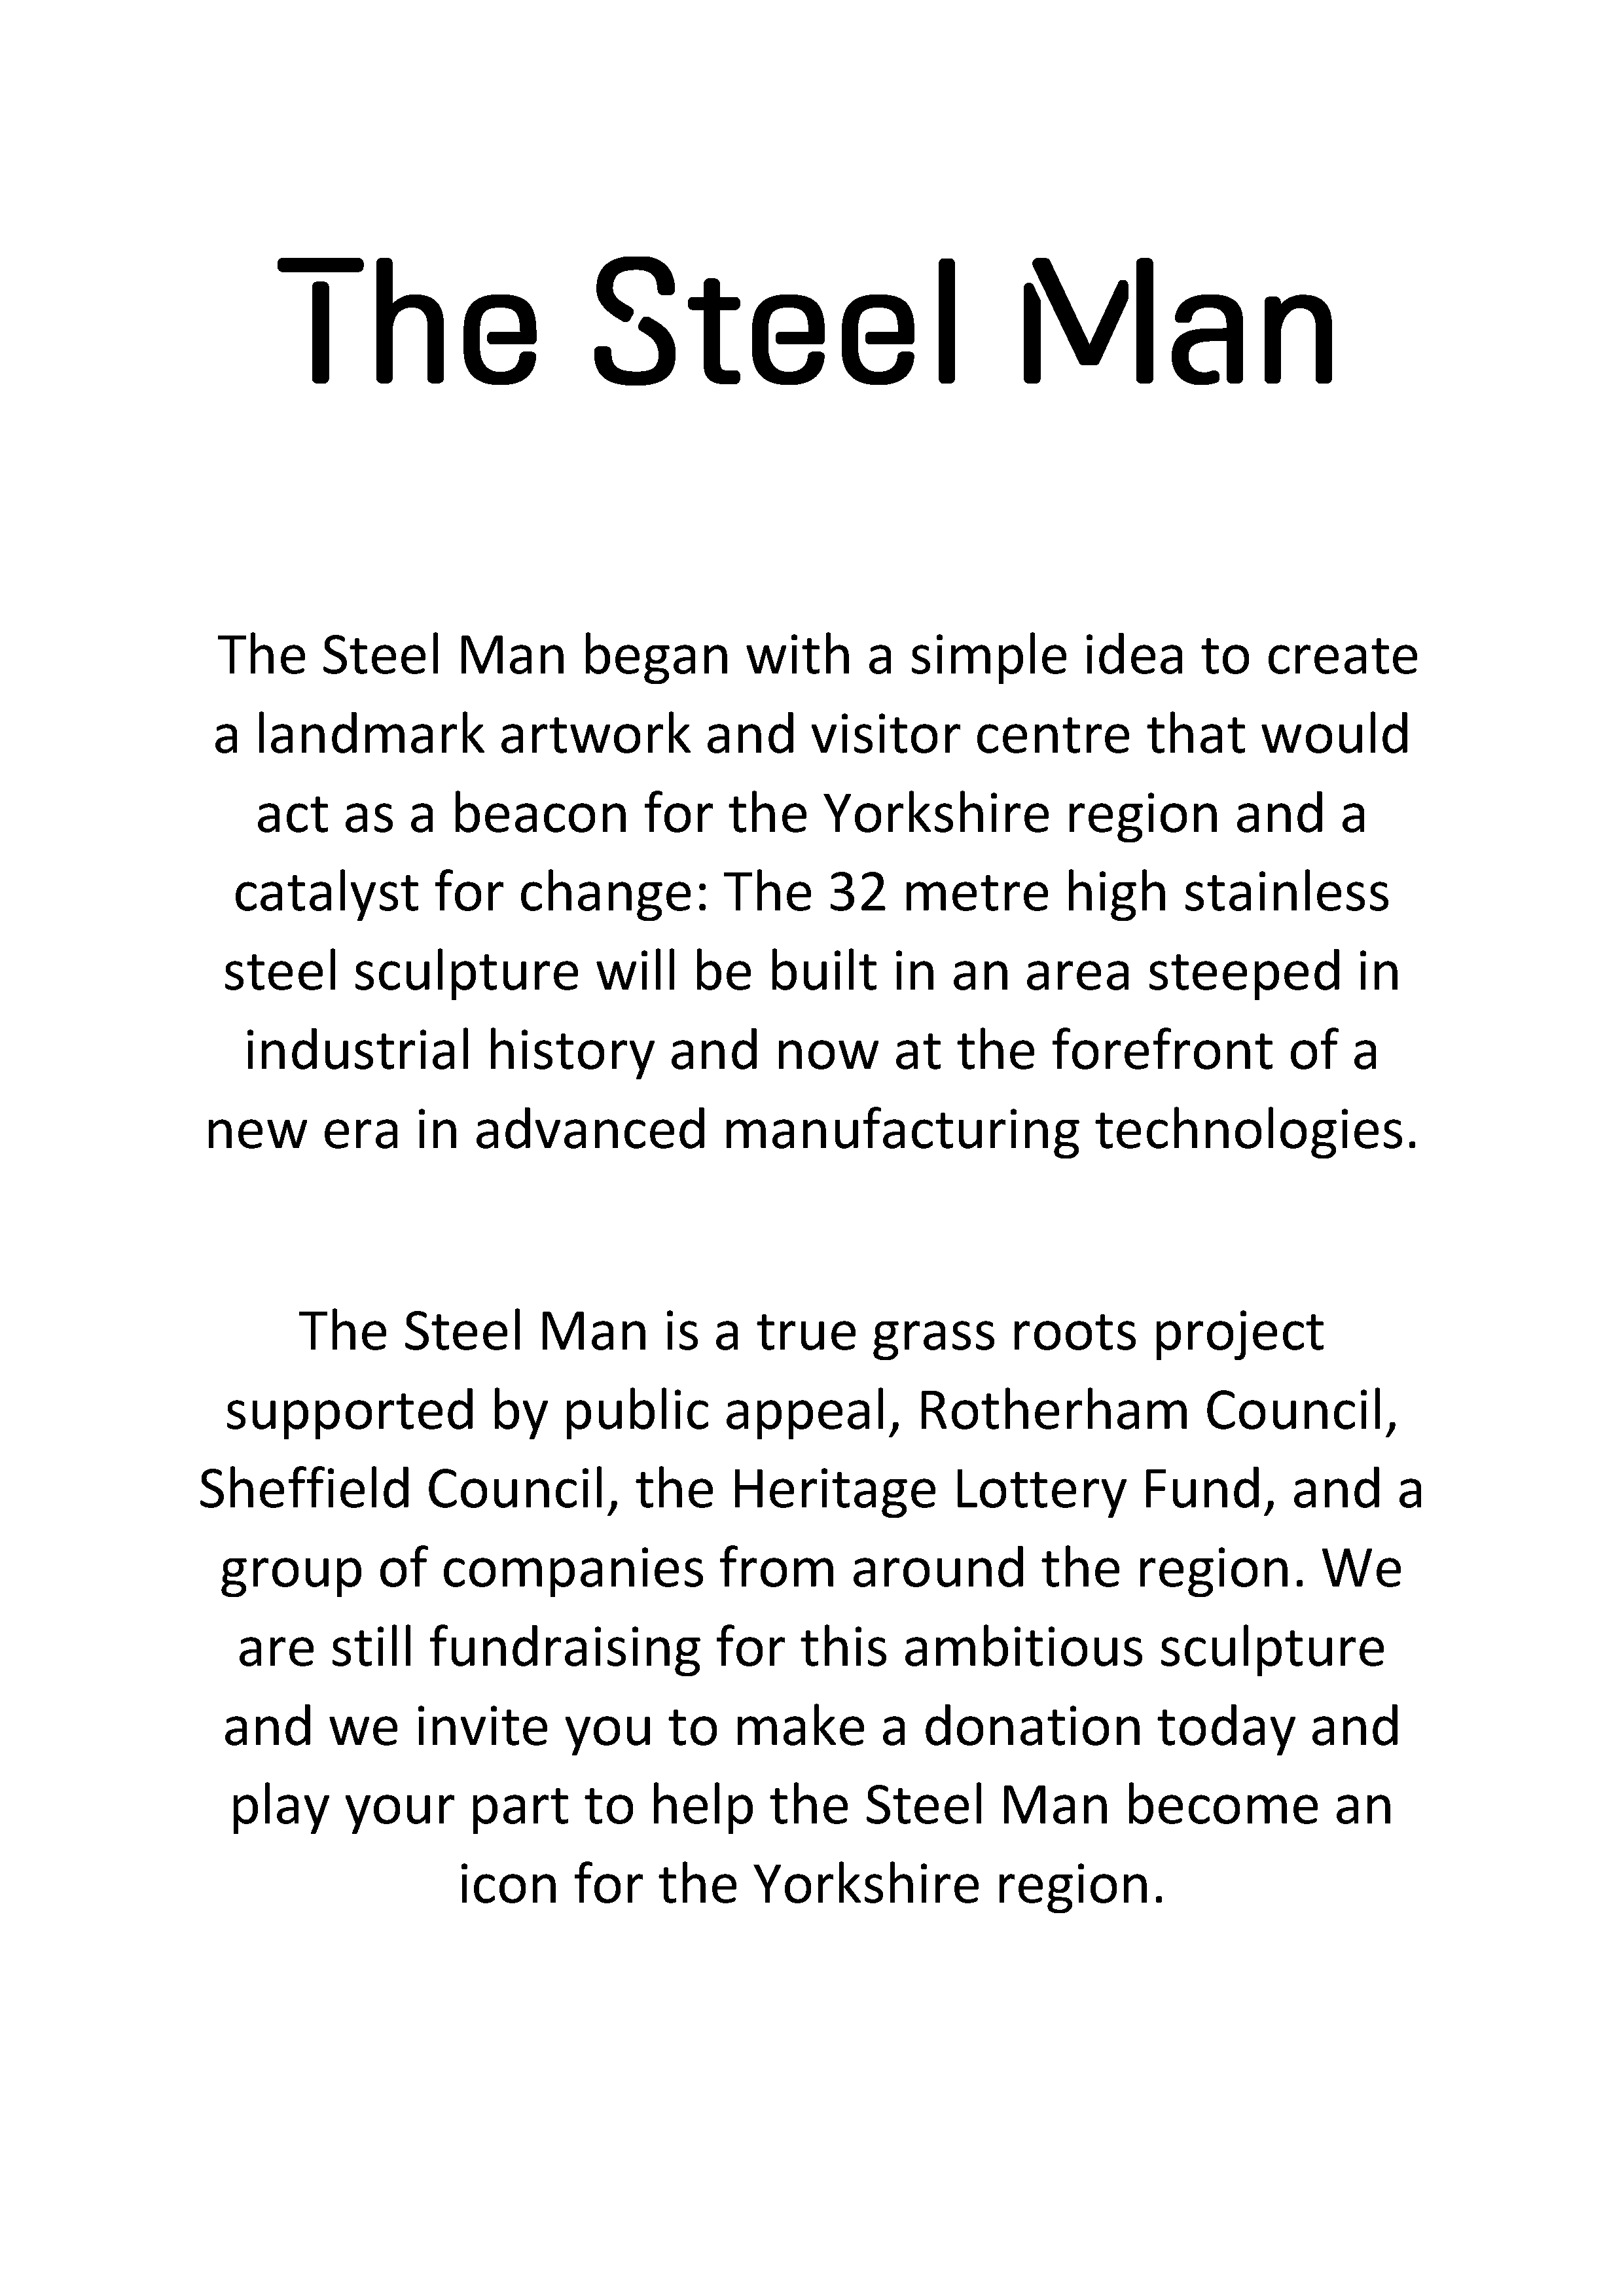 The Steel Man
The Steel Man began with a simple idea to create
a landmark artwork and visitor centre that would
act as a beacon for the Yorkshire region and a
catalyst for change: The 32 metre high stainless
steel sculpture will be built in an area steeped in
industrial history and now at the forefront of a
new era in advanced manufacturing technologies.
The Steel Man is a true grass roots project
supported by public appeal, Rotherham Council,
Sheffield Council, the Heritage Lottery Fund, and a
group of companies from around the region. We
are still fundraising for this ambitious sculpture
and we invite you to make a donation today and
play your part to help the Steel Man become an
icon for the Yorkshire region.